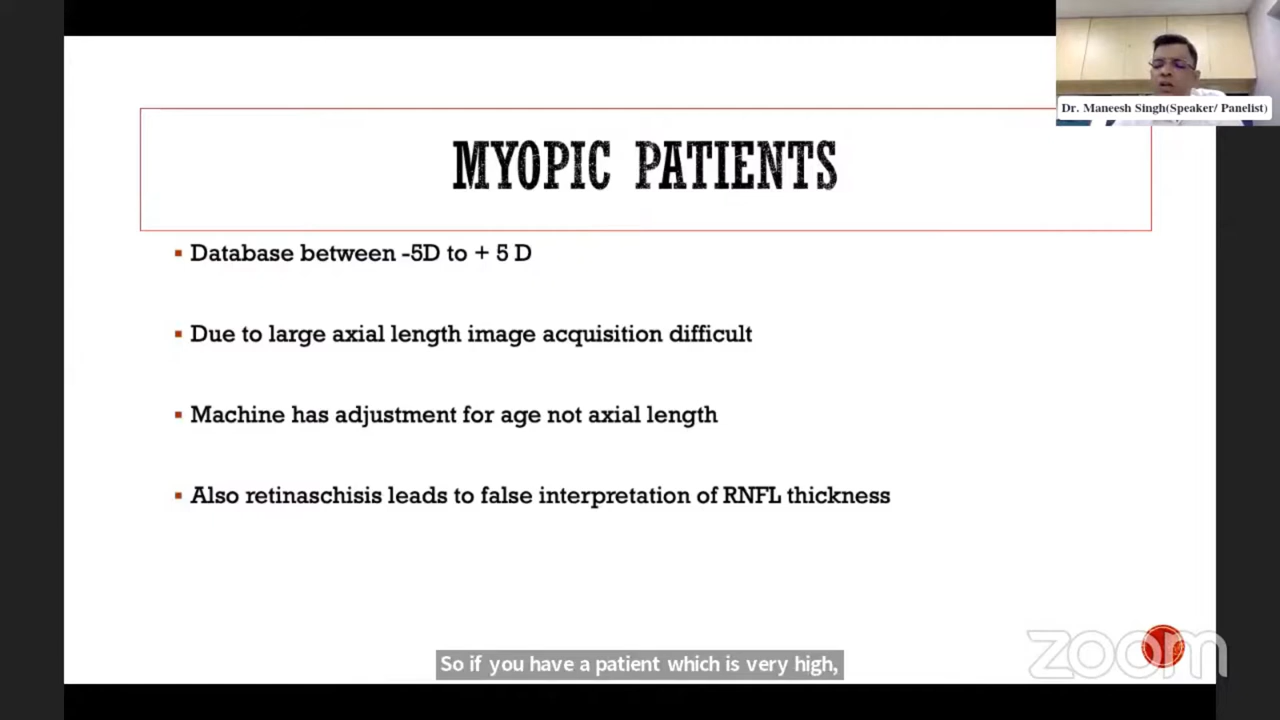 Dr. Maneesh Singh(Speaker/ Panelist)
MYOPIC PATIENTS
Database between -5D to + 5 D
Due to large axial length image acquisition difficult
Machine has adjustment for age not axial length
Also retinaschisis leads to false interpretation of RNFL thickness
So if you have a patient which is very high,
zoom